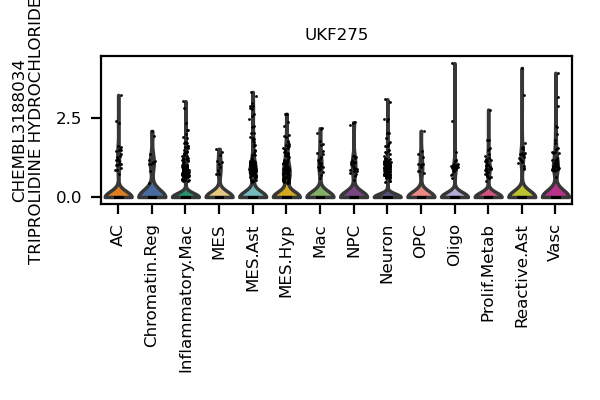 UKF275
CHEMBL3188034
TRIPROLIDINE HYDROCHLORIDE
2.5
0.0
AC
Chromatin.Reg
Inflammatory.Mac
MES
MES.Ast
MES.Hyp
Mac
NPC
Neuron
OPC
Oligo
Prolif.Metab
Reactive.Ast
Vasc